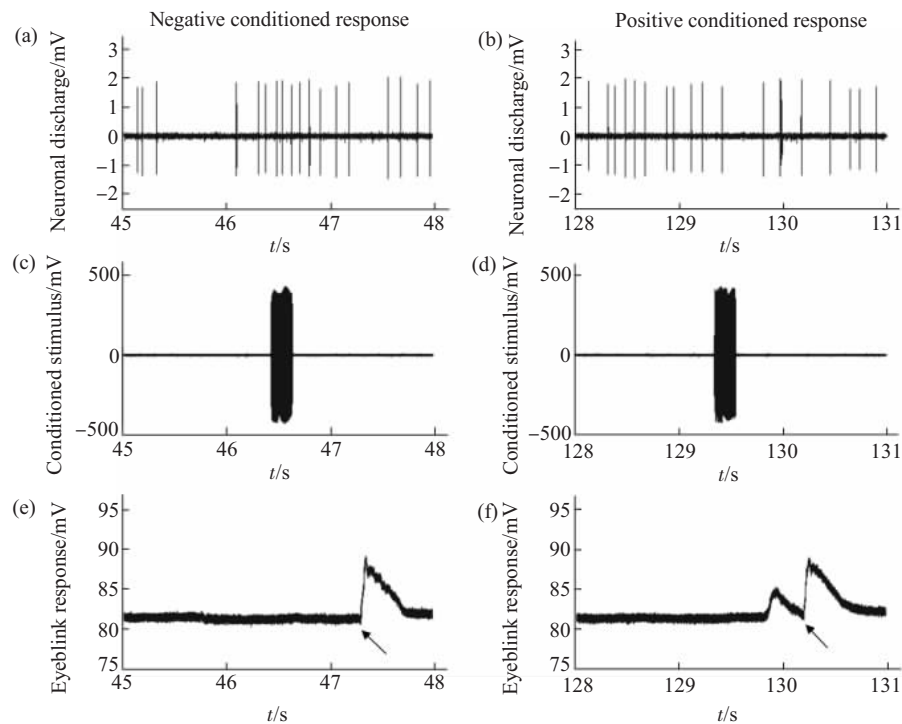 Negative conditioned response
Positive conditioned response
(a)
Neuronal discharge/mV
3
2
1
0
−1
−2
45 46 47 48
t/s
(b)
Neuronal discharge/mV
3
2
1
0
−1
−2
128 129 130 131
t/s
(c)
Conditioned stimulus/mV
500
0
−500
45 46 47 48
t/s
(d)
Conditioned stimulus/mV
500
0
−500
128 129 130 131
t/s
(e)
Eyeblink response/mV
95
90
85
80
75
45 46 47 48
t/s
(f)
Eyeblink response/mV
95
90
85
80
75
128 129 130 131
t/s